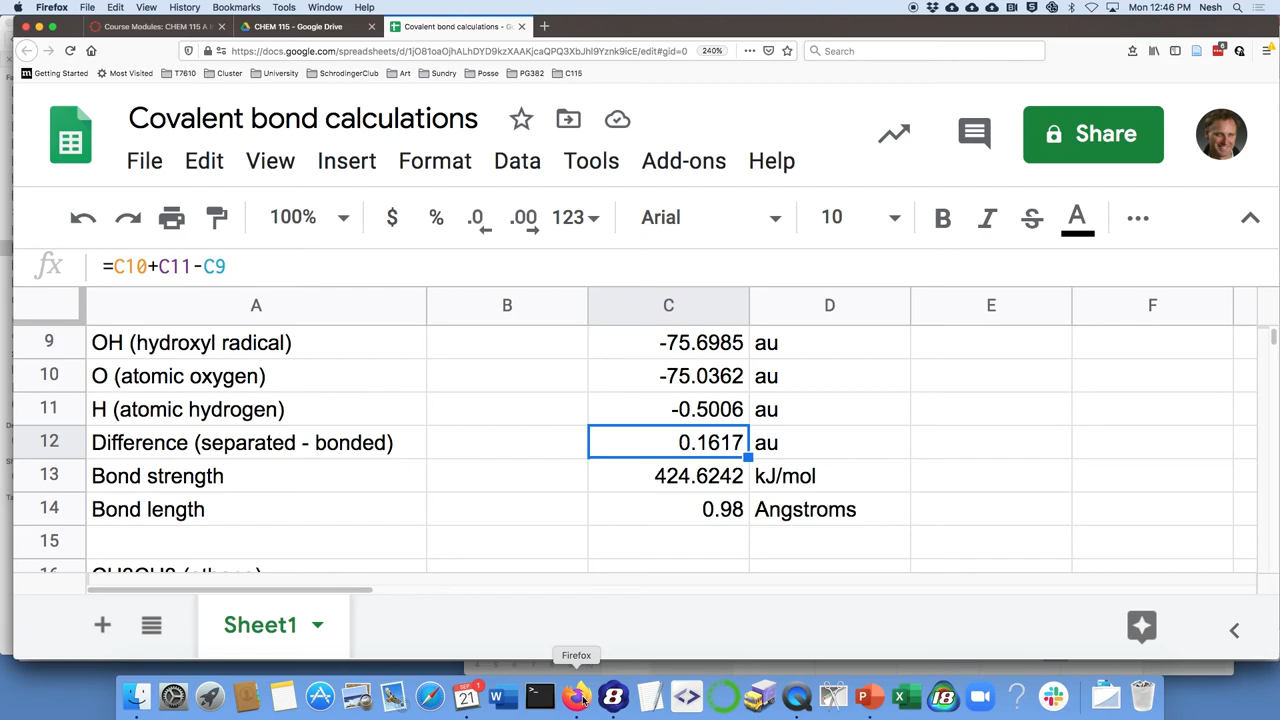 Firefox File Edit View History Bookmarks Tools Window Help Mon 12:46 PM Nesh
Course Modules: CHEM 115 A I CHEM 115 - Google Drive Covalent bond calculations - G
https://docs.google.com/spreadsheets/d/1jO81oaOjhALhDYD9kzXAAKjcaQPQ3XbJhl9Yznk9icE/edit#gid=0 240% Search
Getting Started Most Visited T7610 Cluster University SchrodingerClub Art Sundry Posse PG382 C115
Covalent bond calculations
Share
File Edit View Insert Format Data Tools Add-ons Help
100% $ % .0 .00 123 Arial 10 B I S A
fx =C10+C11-C9
A B C D E F
9 OH (hydroxyl radical) -75.6985 au
10 O (atomic oxygen) -75.0362 au
11 H (atomic hydrogen) -0.5006 au
12 Difference (separated - bonded) 0.1617 au
13 Bond strength 424.6242 kJ/mol
14 Bond length 0.98 Angstroms
15
16 CH3CH3 (ethane)
Sheet1
Firefox
SEP
21